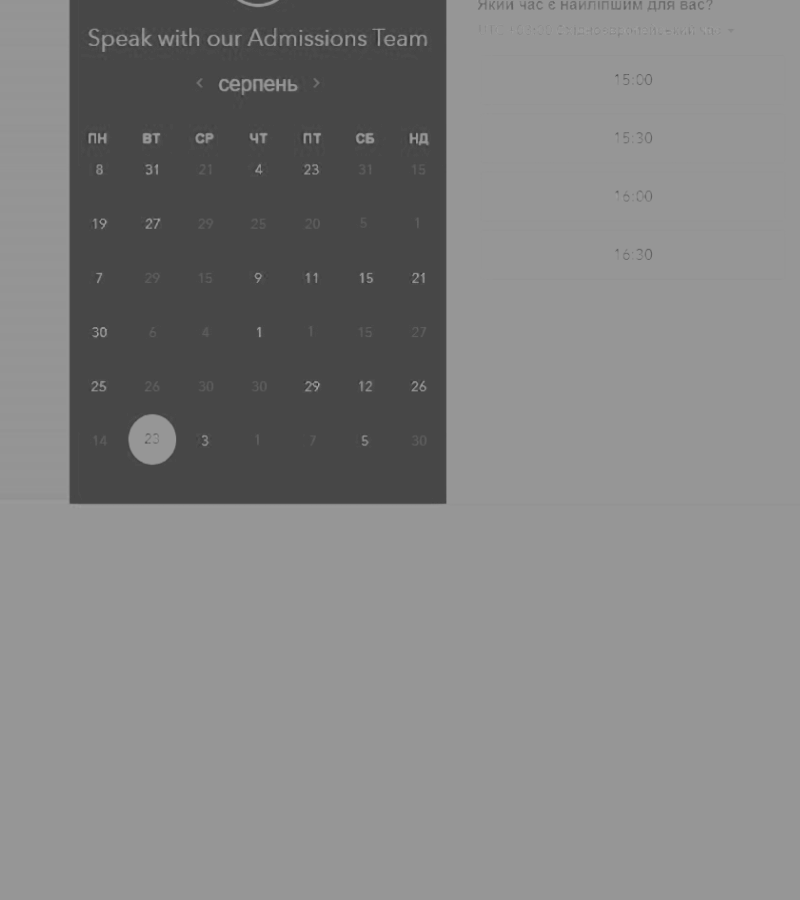 Speak with our Admissions Team
< серпень >
ПН ВТ СР ЧТ ПТ СБ НД
8 31 21 4 23 31 15
19 27 29 25 20 5 1
7 29 15 9 11 15 21
30 6 4 1 1 15 27
25 26 30 30 29 12 26
14 23 3 1 7 5 30
Який час є найліпшим для вас?
15:00
15:30
16:00
16:30